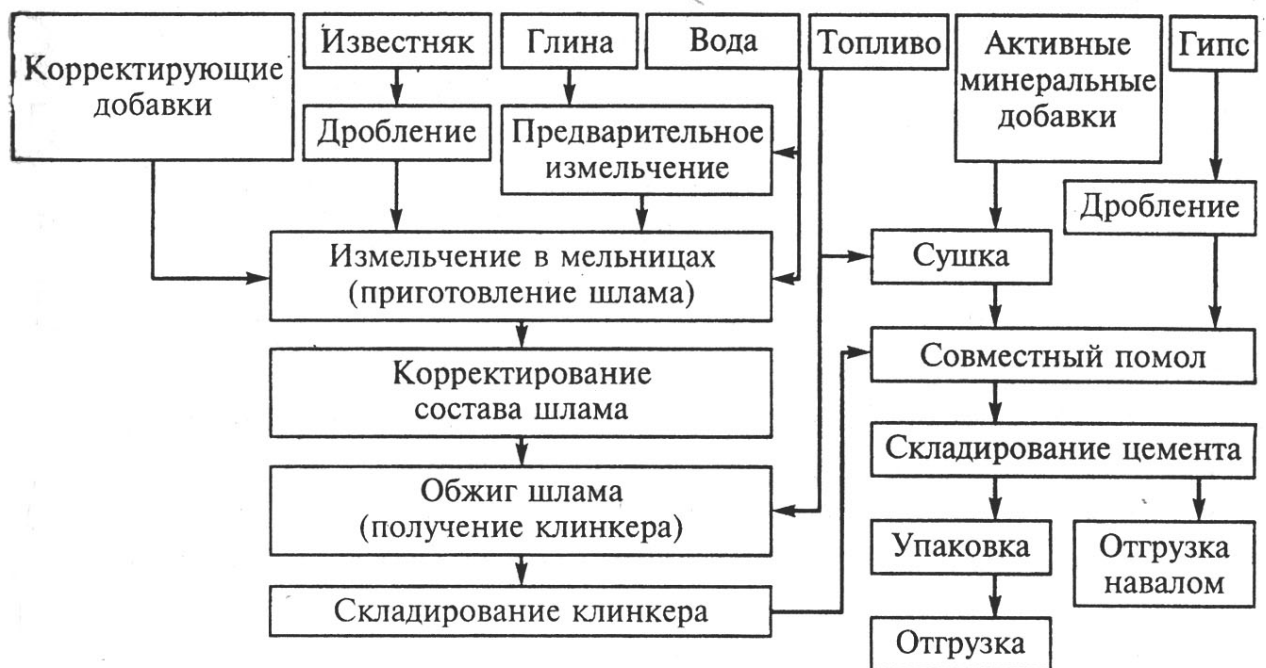 Корректирующие
добавки
Известняк
Глина
Вода
Топливо
Активные
минеральные
добавки
Гипс
Дробление
Предварительное
измельчение
Дробление
Измельчение в мельницах
(приготовление шлама)
Сушка
Корректирование
состава шлама
Совместный помол
Обжиг шлама
(получение клинкера)
Складирование цемента
Складирование клинкера
Упаковка
Отгрузка
навалом
Отгрузка